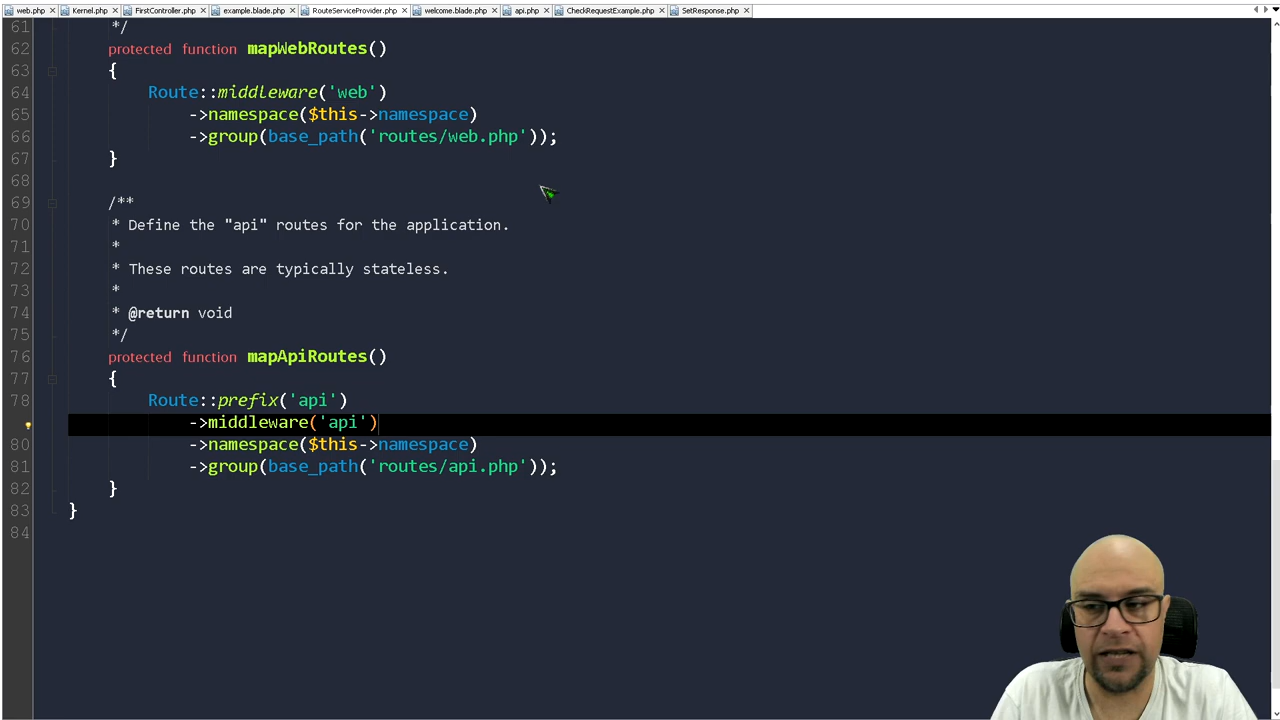 web.php Kernel.php FirstController.php example.blade.php RouteServiceProvider.php welcome.blade.php api.php CheckRequestExample.php SetResponse.php
61 */
62 protected function mapWebRoutes()
63 {
64 Route::middleware('web')
65 ->namespace($this->namespace)
66 ->group(base_path('routes/web.php'));
67 }
68
69 /**
70 * Define the "api" routes for the application.
71 *
72 * These routes are typically stateless.
73 *
74 * @return void
75 */
76 protected function mapApiRoutes()
77 {
78 Route::prefix('api')
->middleware('api')
80 ->namespace($this->namespace)
81 ->group(base_path('routes/api.php'));
82 }
83 }
84